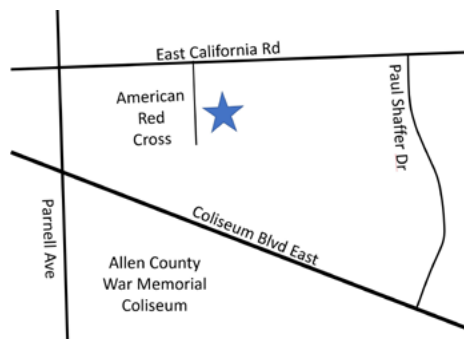 East California Rd
American
Red
Cross
Paul Shaffer Dr.
Coliseum Blvd East
Parnell Ave
Allen County
War Memorial
Coliseum